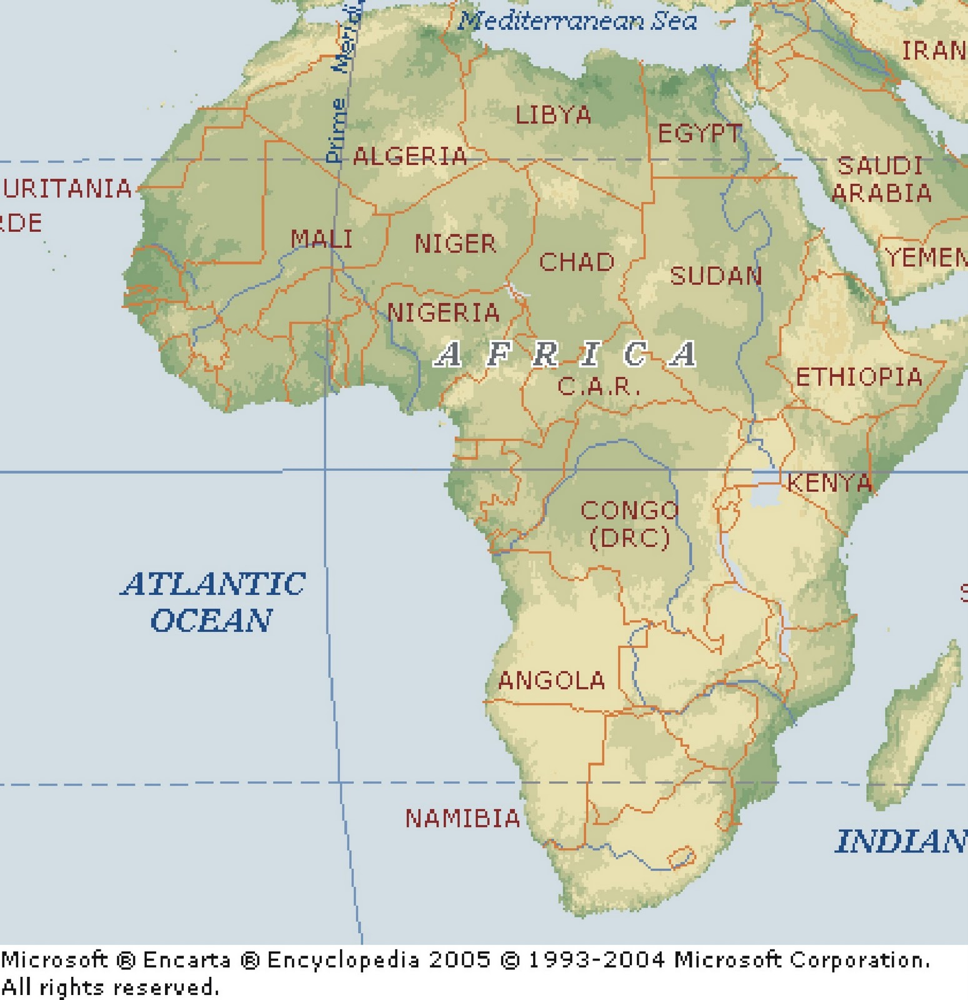 Mediterranean Sea
IRAN
Prime Meridi
LIBYA
EGYPT
ALGERIA
SAUDI
ARABIA
URITANIA
RDE
MALI
NIGER
CHAD
YEMEN
SUDAN
NIGERIA
AFRICA
C.A.R.
ETHIOPIA
KENYA
CONGO
(DRC)
ATLANTIC
OCEAN
S
ANGOLA
NAMIBIA
INDIAN
Microsoft ® Encarta ® Encyclopedia 2005 © 1993-2004 Microsoft Corporation.
All rights reserved.